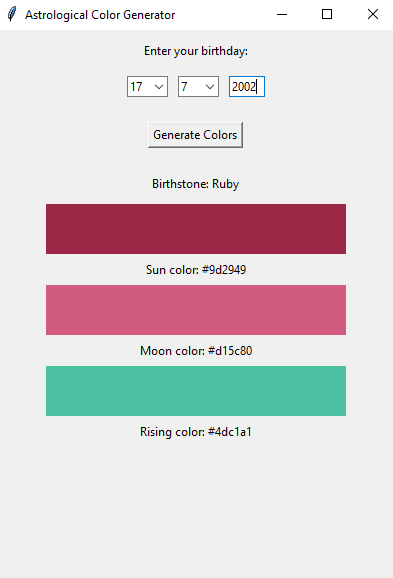 Astrological Color Generator
Enter your birthday:
17 7 2002
Generate Colors
Birthstone: Ruby
Sun color: #9d2949
Moon color: #d15c80
Rising color: #4dc1a1